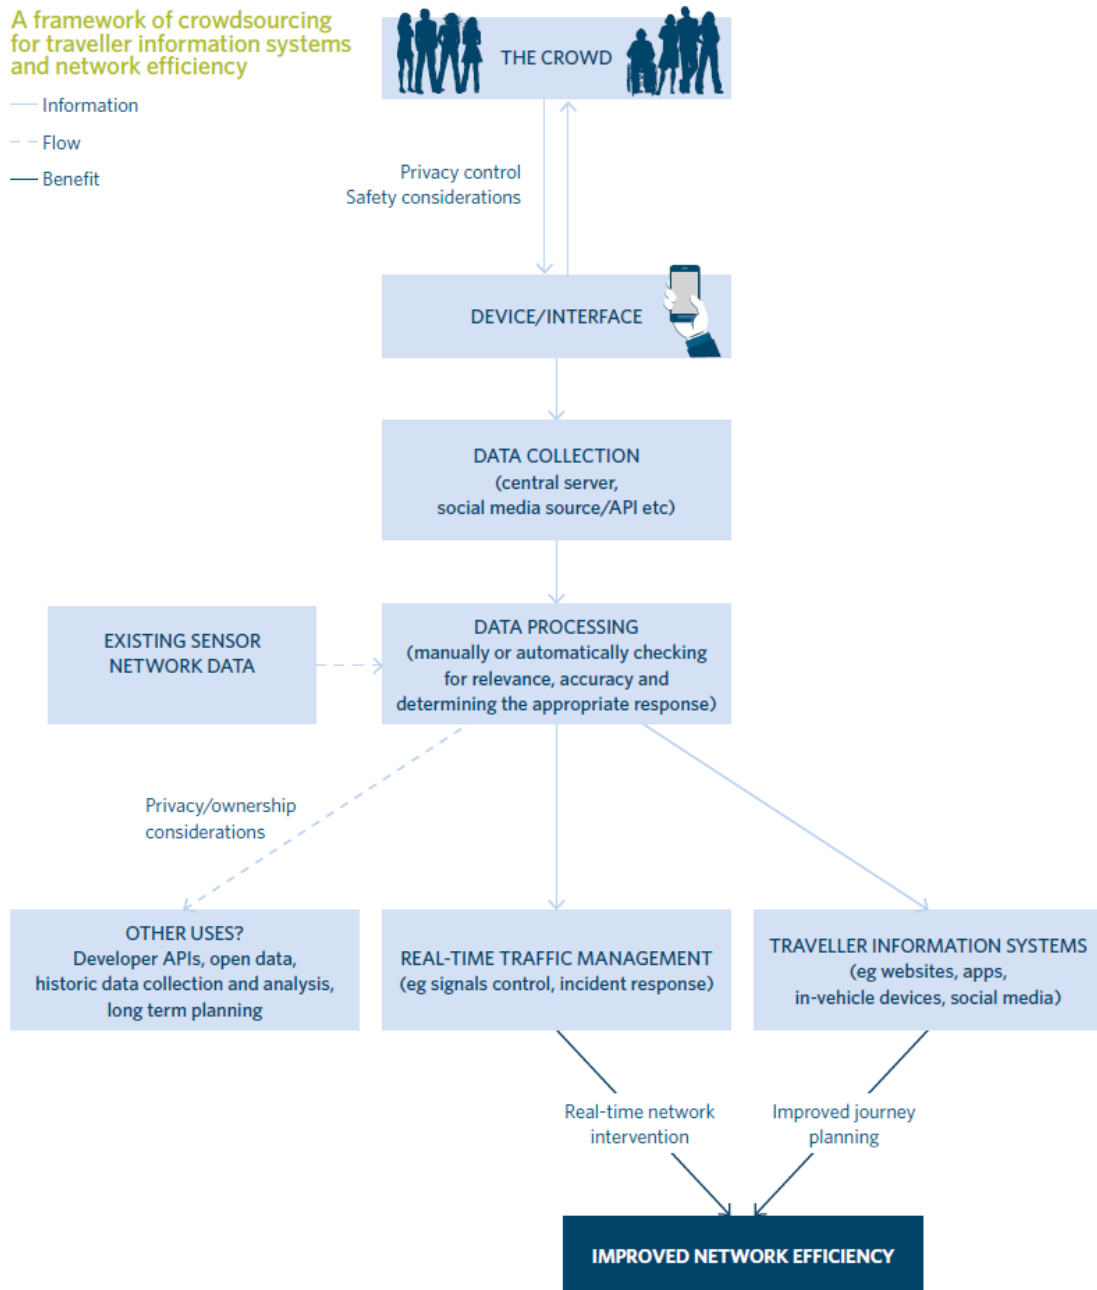 A framework of crowdsourcing
for traveller information systems
and network efficiency
Information
Flow
Benefit
THE CROWD
Privacy control
Safety considerations
DEVICE/INTERFACE
DATA COLLECTION
(central server,
social media source/API etc)
EXISTING SENSOR
NETWORK DATA
DATA PROCESSING
(manually or automatically checking
for relevance, accuracy and
determining the appropriate response)
Privacy/ownership
considerations
OTHER USES?
Developer APIs, open data,
historic data collection and analysis,
long term planning
REAL-TIME TRAFFIC MANAGEMENT
(eg signals control, incident response)
TRAVELLER INFORMATION SYSTEMS
(eg websites, apps,
in-vehicle devices, social media)
Real-time network
intervention
Improved journey
planning
IMPROVED NETWORK EFFICIENCY